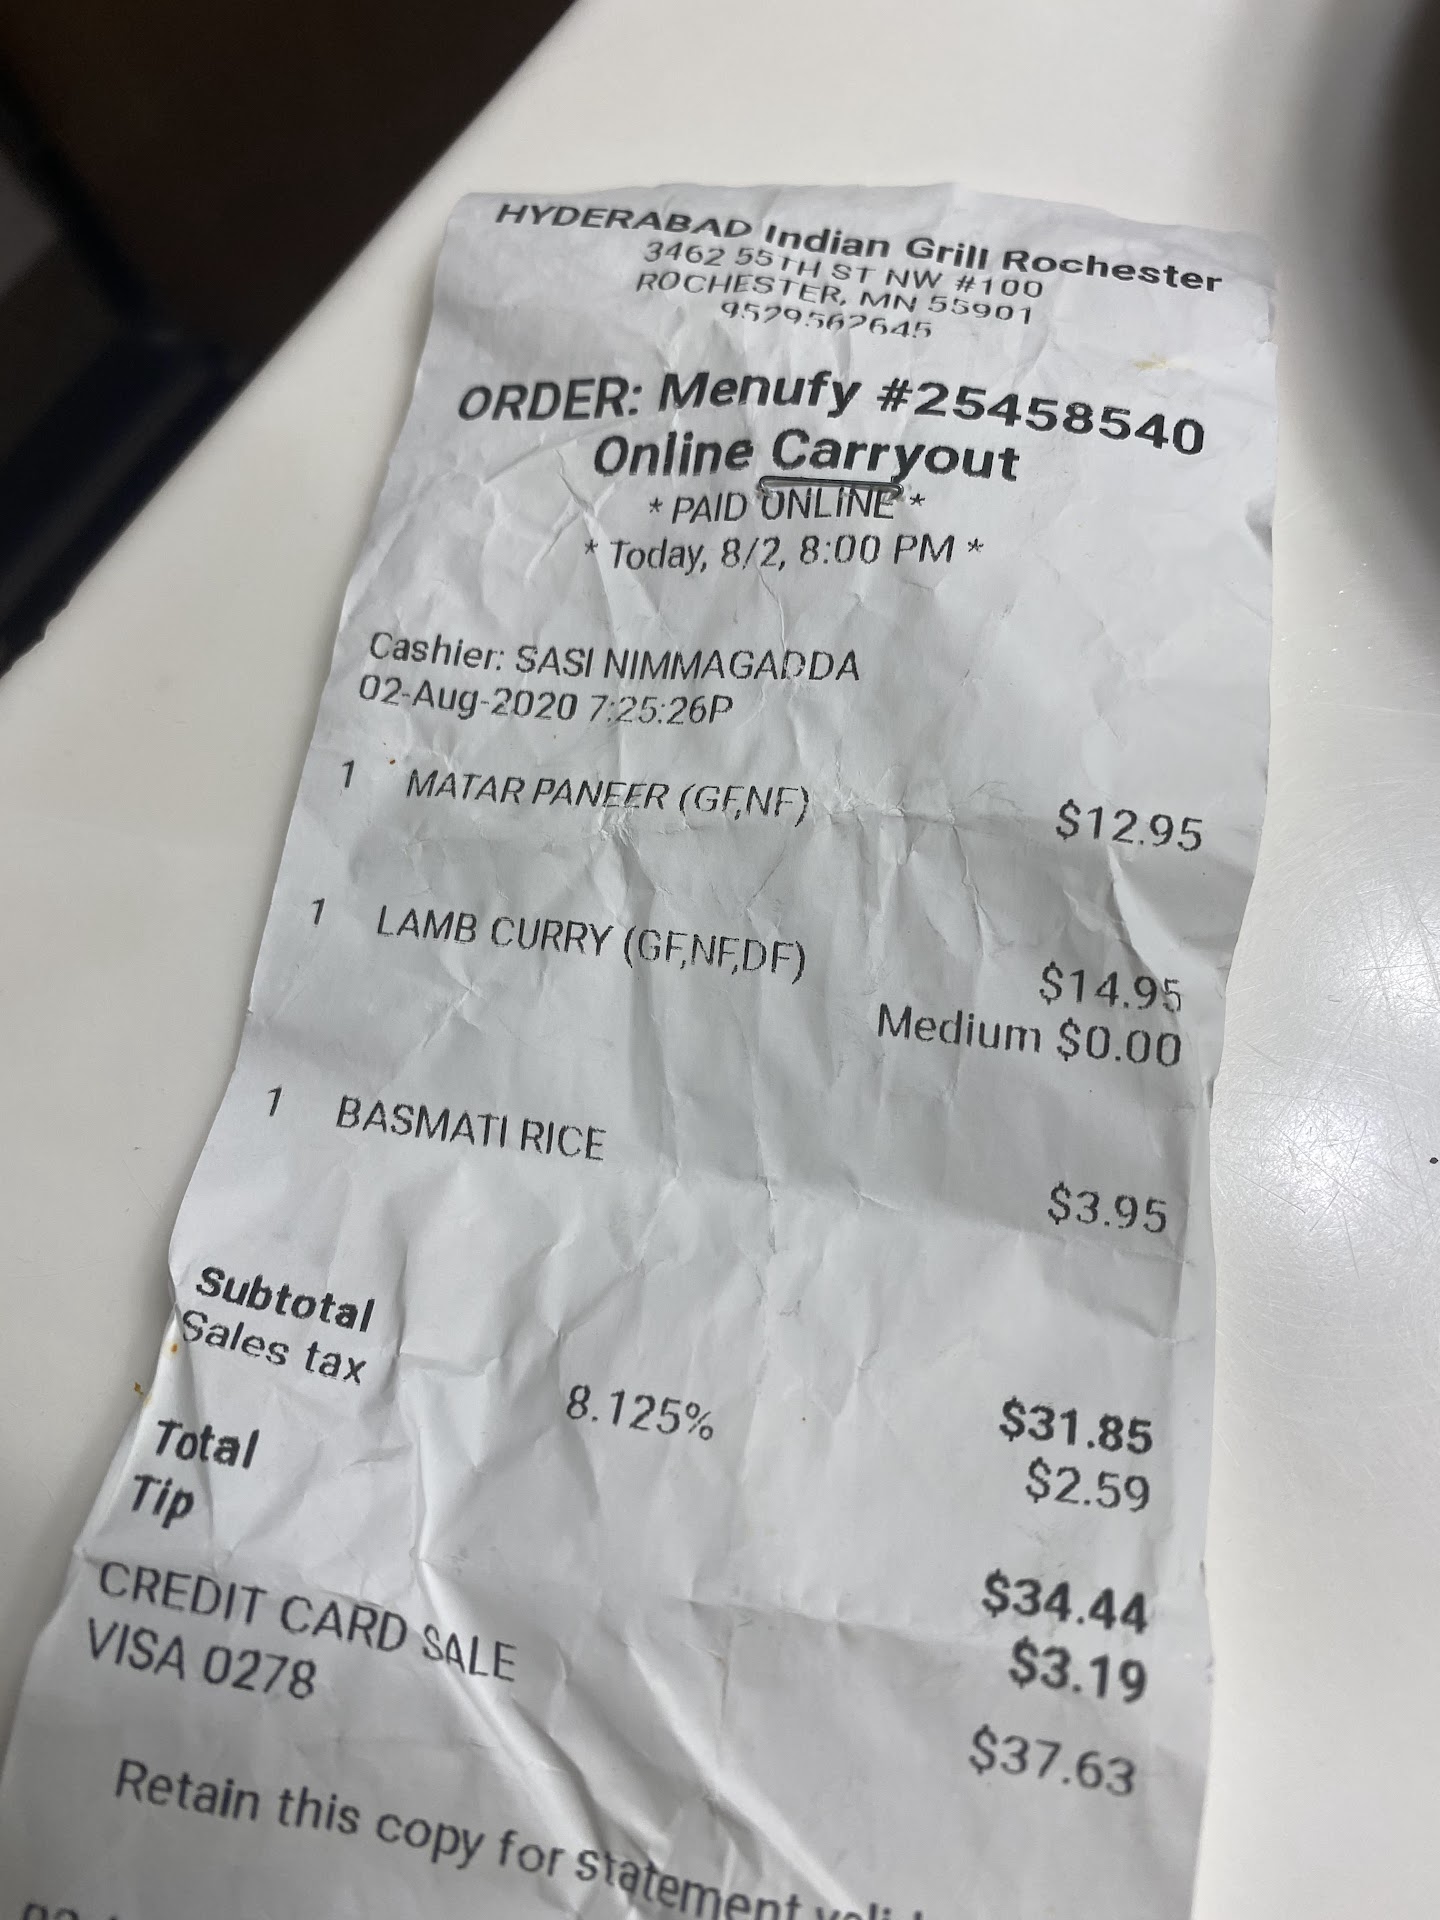 HYDERABAD Indian Grill Rochester
3462 55TH ST NW #100
ROCHESTER, MN 55901
9529562645
ORDER: Menufy #25458540
Online Carryout
* PAID ONLINE *
* Today, 8/2, 8:00 PM *
Cashier: SASI NIMMAGADDA
02-Aug-2020 7:25:26P
1 MATAR PANEER (GF,NF) $12.95
1 LAMB CURRY (GF,NF,DF) $14.95
Medium $0.00
1 BASMATI RICE $3.95
Subtotal $31.85
Sales tax 8.125% $2.59
Total $34.44
Tip $3.19
CREDIT CARD SALE $37.63
VISA 0278
Retain this copy for statement